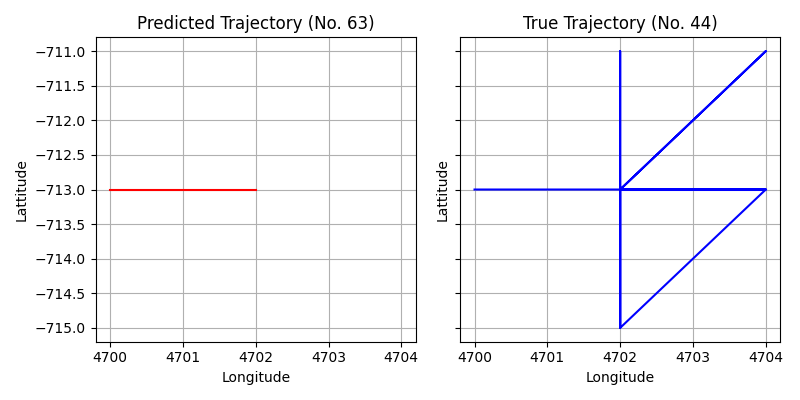 Predicted Trajectory (No. 63)
True Trajectory (No. 44)
Lattitude
−711.0
−711.5
−712.0
−712.5
−713.0
−713.5
−714.0
−714.5
−715.0
4700 4701 4702 4703 4704
Longitude
Lattitude
4700 4701 4702 4703 4704
Longitude